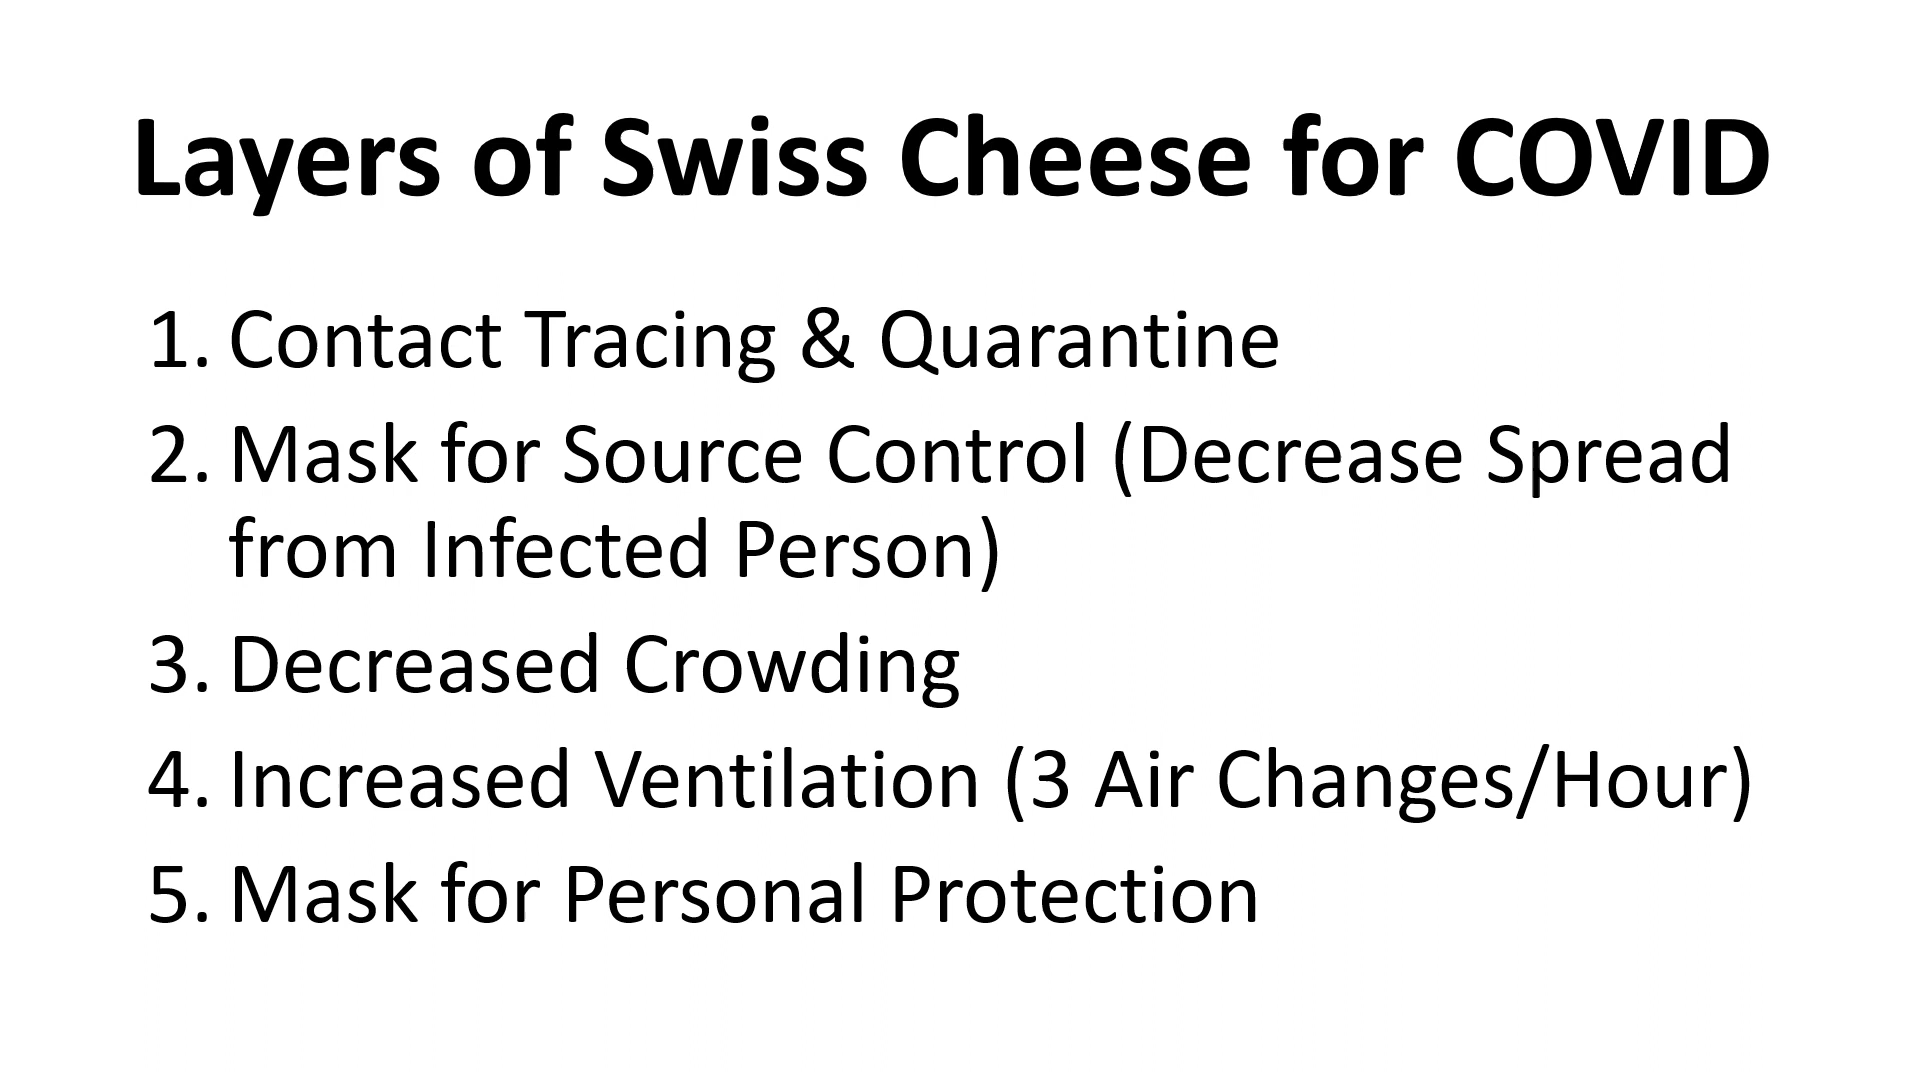 Layers of Swiss Cheese for COVID
1. Contact Tracing & Quarantine
2. Mask for Source Control (Decrease Spread
from Infected Person)
3. Decreased Crowding
4. Increased Ventilation (3 Air Changes/Hour)
5. Mask for Personal Protection